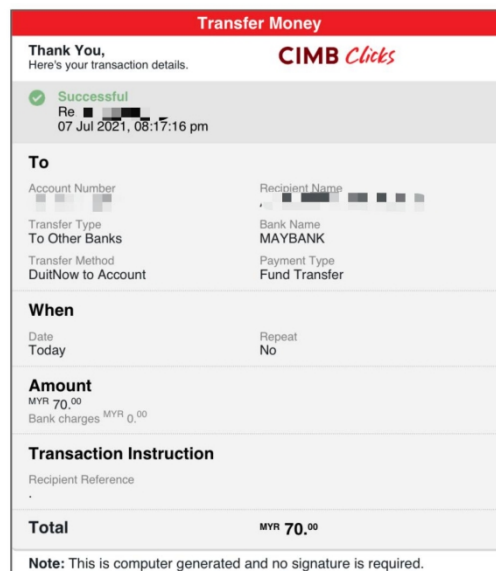 Transfer Money
Thank You,
Here's your transaction details.
CIMB Clicks
Successful
Re
07 Jul 2021, 08:17:16 pm
To
Account Number
Recipient Name
Transfer Type
To Other Banks
Bank Name
MAYBANK
Transfer Method
DuitNow to Account
Payment Type
Fund Transfer
When
Date
Today
Repeat
No
Amount
MYR 70.00
Bank charges MYR 0.00
Transaction Instruction
Recipient Reference
.
Total
MYR 70.00
Note: This is computer generated and no signature is required.